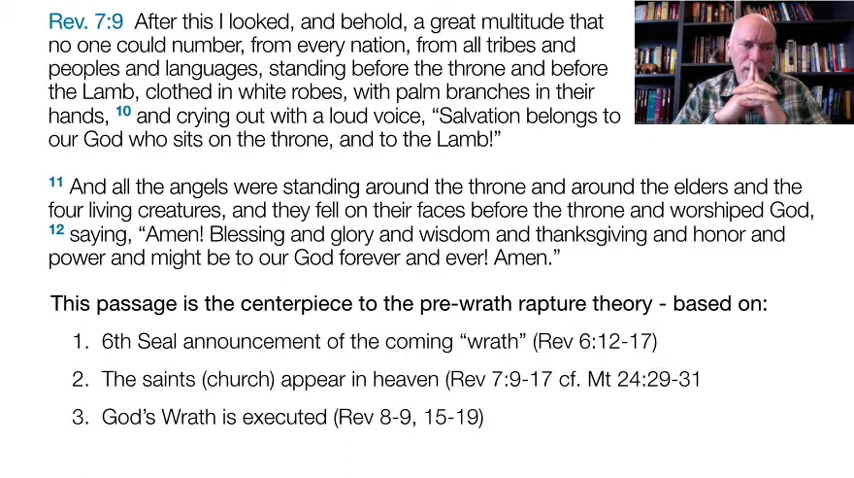 Rev. 7:9 After this I looked, and behold, a great multitude that
no one could number, from every nation, from all tribes and
peoples and languages, standing before the throne and before
the Lamb, clothed in white robes, with palm branches in their
hands, 10 and crying out with a loud voice, “Salvation belongs to
our God who sits on the throne, and to the Lamb!”
11 And all the angels were standing around the throne and around the elders and the
four living creatures, and they fell on their faces before the throne and worshiped God,
12 saying, “Amen! Blessing and glory and wisdom and thanksgiving and honor and
power and might be to our God forever and ever! Amen.”
This passage is the centerpiece to the pre-wrath rapture theory - based on:
1. 6th Seal announcement of the coming “wrath” (Rev 6:12-17)
2. The saints (church) appear in heaven (Rev 7:9-17 cf. Mt 24:29-31
3. God’s Wrath is executed (Rev 8-9, 15-19)